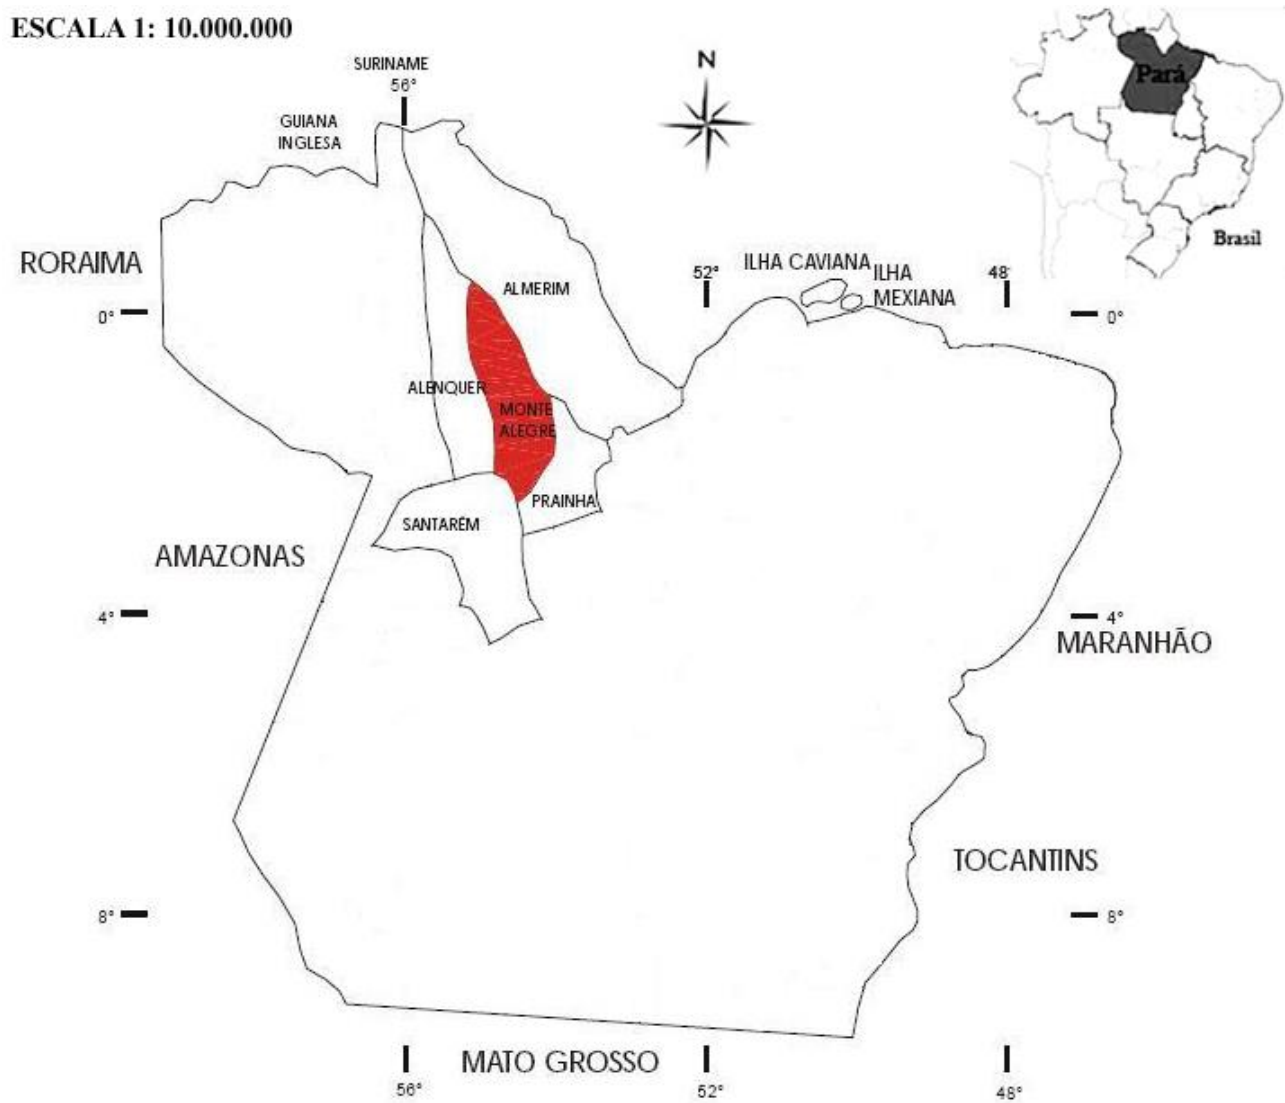 ESCALA 1: 10.000.000
SURINAME
56°
N
Pará
GUIANA
INGLESA
Brasil
RORAIMA
ILHA CAVIANA
ILHA
MEXIANA
52°
48
ALMERIM
0°
0°
ALENQUER
MONTE
ALEGRE
PRAINHA
SANTARÉM
AMAZONAS
4°
4°
MARANHÃO
TOCANTINS
8°
8°
MATO GROSSO
56°
52°
48°